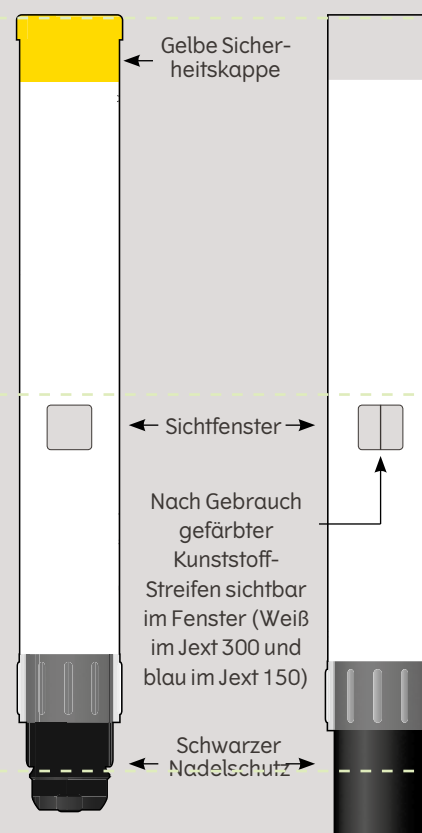 Gelbe Sicher-
heitskappe
Sichtfenster
Nach Gebrauch
gefärbter
Kunststoff-
Streifen sichtbar
im Fenster (Weiß
im Jext 300 und
blau im Jext 150)
Schwarzer
Nadelschutz